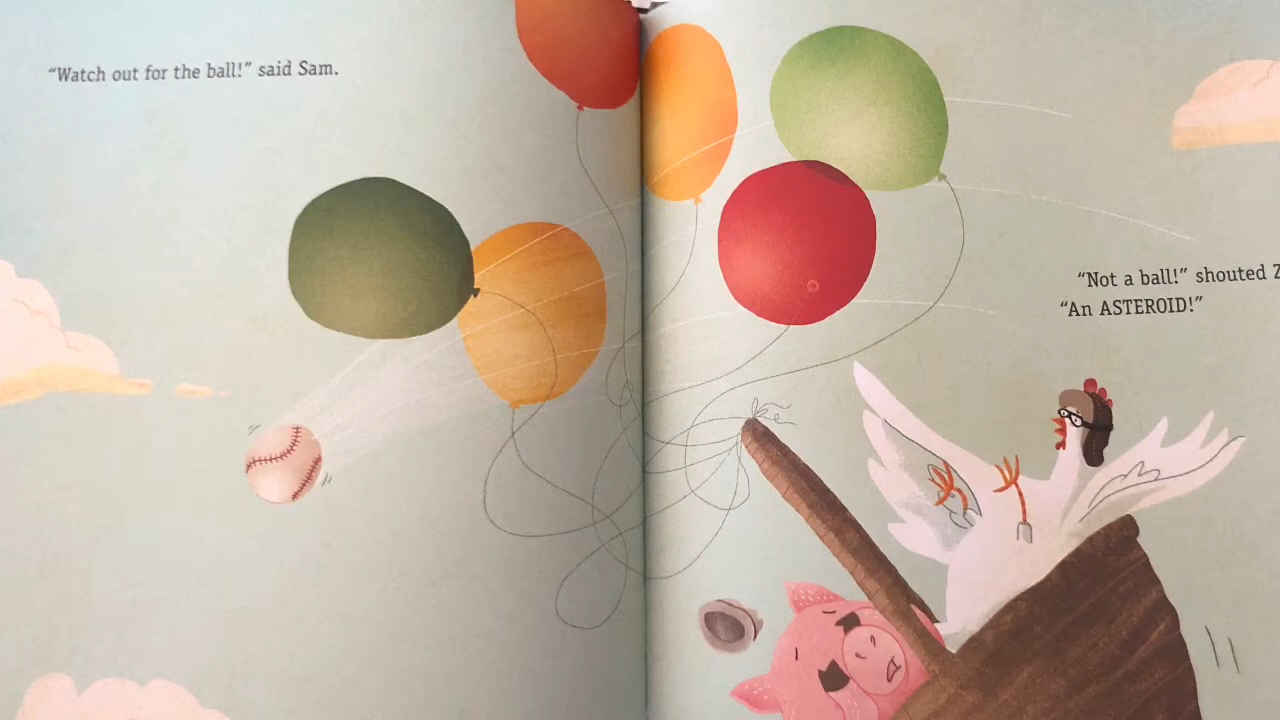 “Watch out for the ball!” said Sam.
“Not a ball!” shouted
“An ASTEROID!”